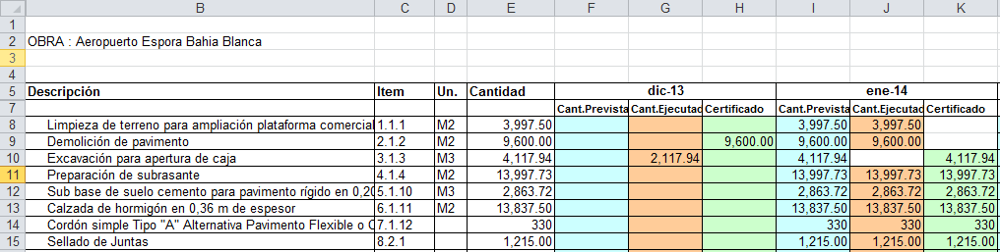 B C D E F G H I J K
1
2 OBRA : Aeropuerto Espora Bahia Blanca
3
4
5 Descripción Item Un. Cantidad dic-13 ene-14
7 Cant.Prevista Cant.Ejecutad Certificado Cant.Prevista Cant.Ejecutad Certificado
8 Limpieza de terreno para ampliación plataforma comercial 1.1.1 M2 3,997.50 3,997.50 3,997.50
9 Demolición de pavimento 2.1.2 M2 9,600.00 9,600.00 9,600.00 9,600.00
10 Excavación para apertura de caja 3.1.3 M3 4,117.94 2,117.94 4,117.94 4,117.94
11 Preparación de subrasante 4.1.4 M2 13,997.73 13,997.73 13,997.73 13,997.73
12 Sub base de suelo cemento para pavimento rígido en 0,20 5.1.10 M3 2,863.72 2,863.72 2,863.72 2,863.72
13 Calzada de hormigón en 0,36 m de espesor 6.1.11 M2 13,837.50 13,837.50 13,837.50 13,837.50
14 Cordón simple Tipo "A" Alternativa Pavimento Flexible o 7.1.12 330 330 330 330
15 Sellado de Juntas 8.2.1 1,215.00 1,215.00 1,215.00 1,215.00